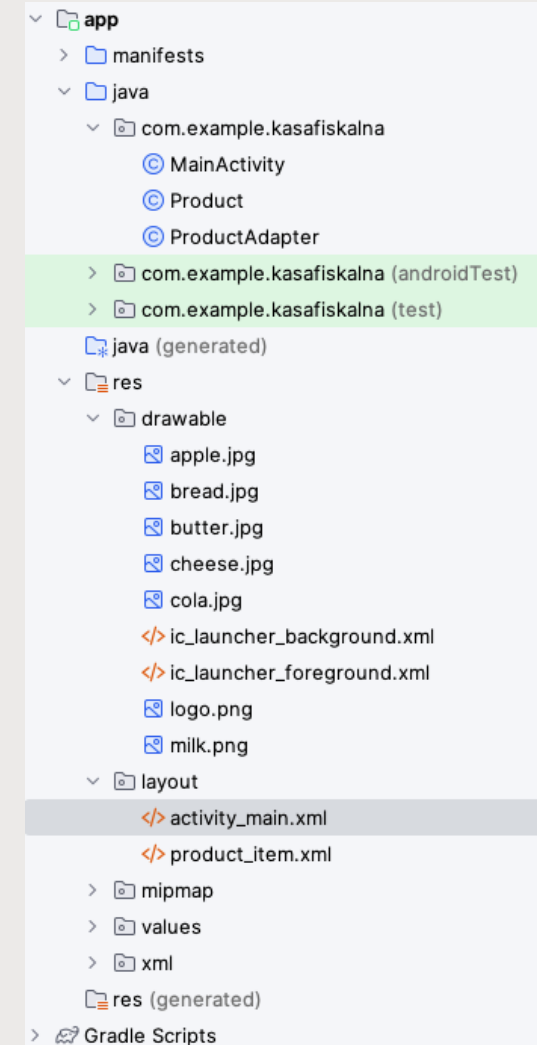 app
manifests
java
com.example.kasafiskalna
MainActivity
Product
ProductAdapter
com.example.kasafiskalna (androidTest)
com.example.kasafiskalna (test)
java (generated)
res
drawable
apple.jpg
bread.jpg
butter.jpg
cheese.jpg
cola.jpg
ic_launcher_background.xml
ic_launcher_foreground.xml
logo.png
milk.png
layout
activity_main.xml
product_item.xml
mipmap
values
xml
res (generated)
Gradle Scripts